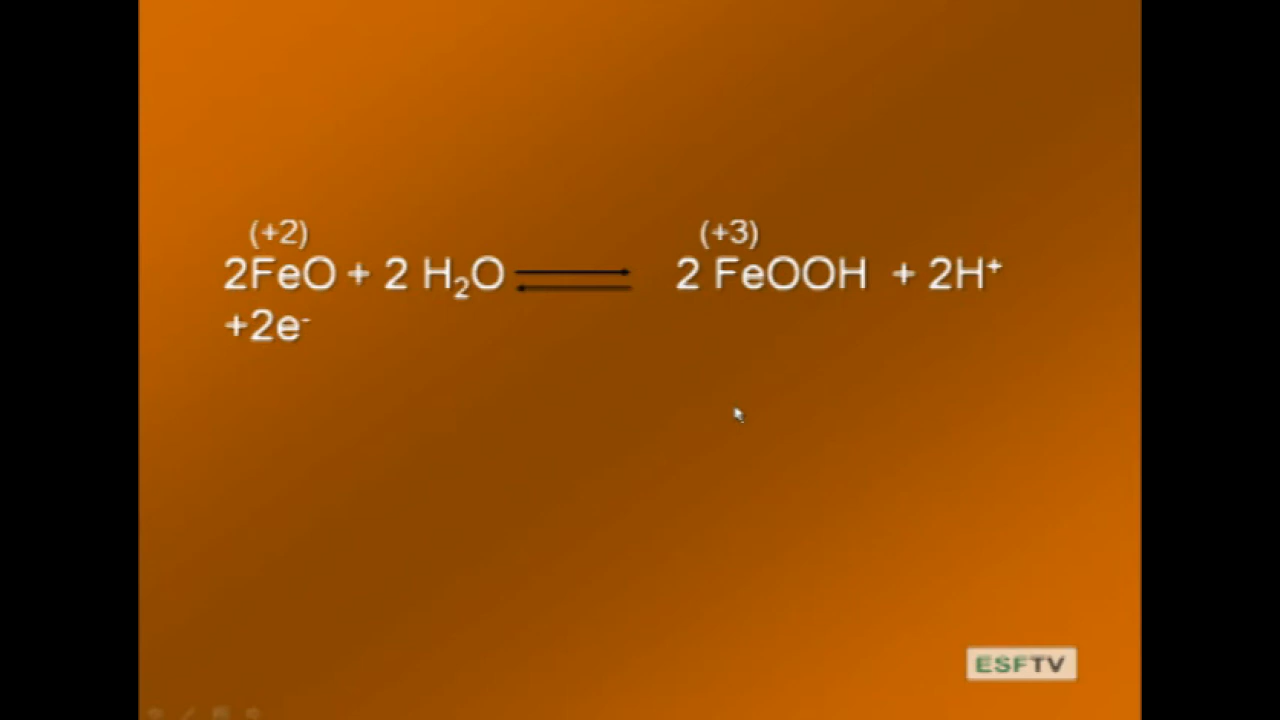 (+2) (+3)
2FeO + 2 H₂O ⇌ 2 FeOOH + 2H⁺
+2e⁻
ESFTV